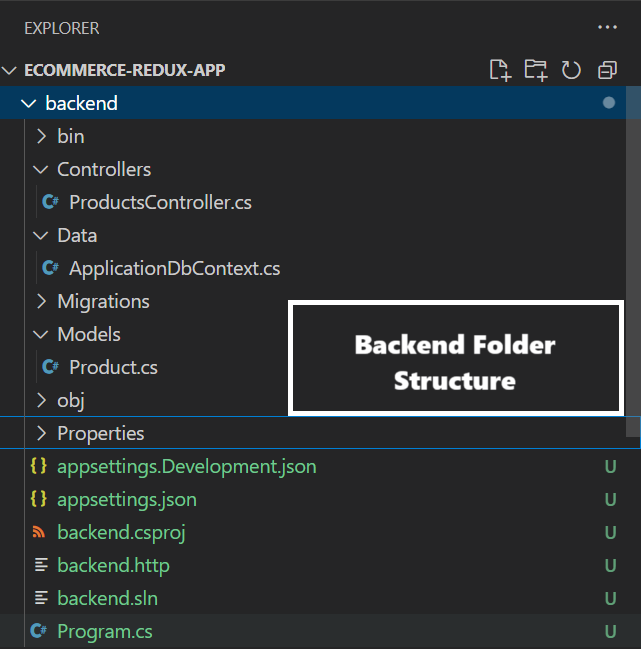 EXPLORER
ECOMMERCE-REDUX-APP
backend
bin
Controllers
C# ProductsController.cs
Data
C# ApplicationDbContext.cs
Migrations
Models
C# Product.cs
obj
Properties
{} appsettings.Development.json U
{} appsettings.json U
backend.csproj U
backend.http U
backend.sln U
C# Program.cs U
Backend Folder
Structure